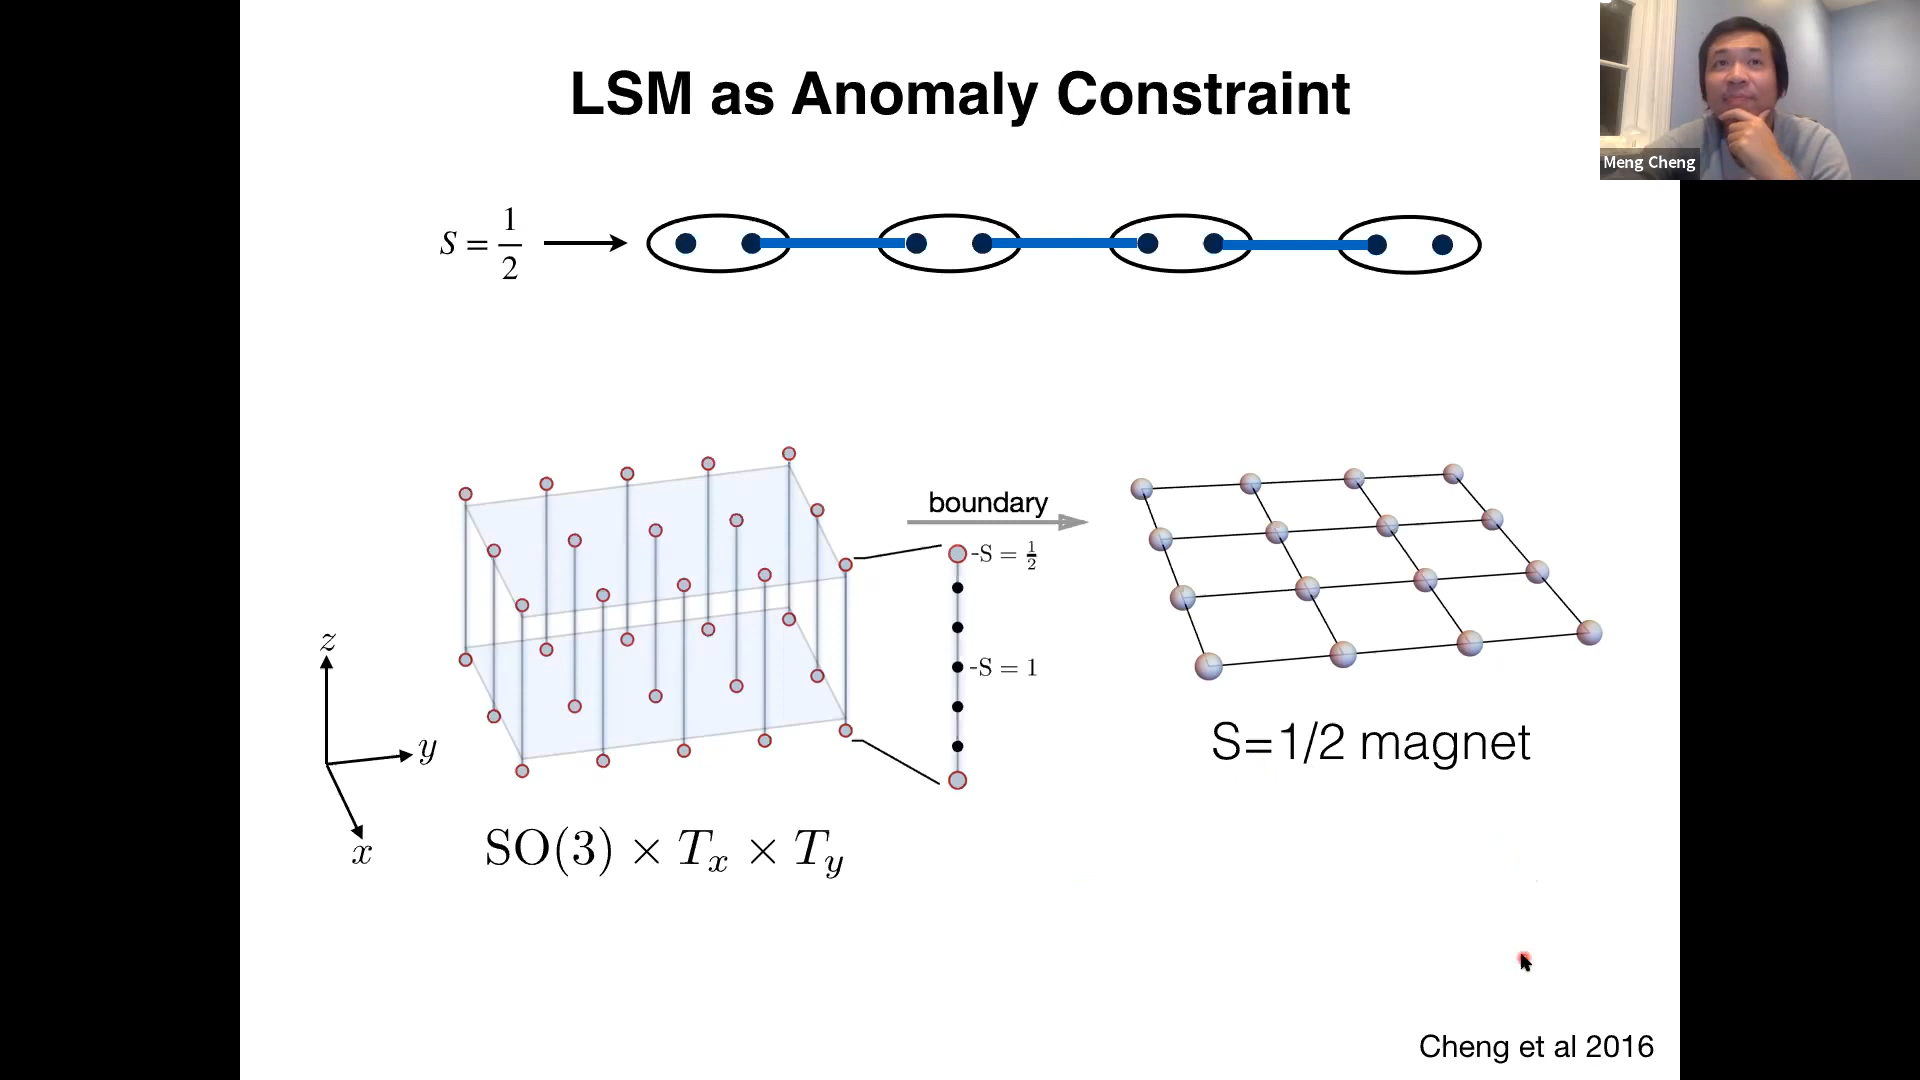 LSM as Anomaly Constraint
Meng Cheng
S = 1/2
boundary
-S = 1/2
-S = 1
z
y
x
SO(3) × T_x × T_y
S=1/2 magnet
Cheng et al 2016